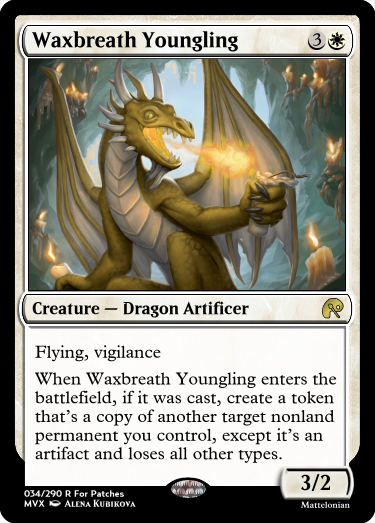 Waxbreath Youngling 3
Creature — Dragon Artificer
Flying, vigilance
When Waxbreath Youngling enters the
battlefield, if it was cast, create a token
that's a copy of another target nonland
permanent you control, except it's an
artifact and loses all other types.
3/2
034/290 R For Patches
MVX Alena Kubikova
Mattelonian